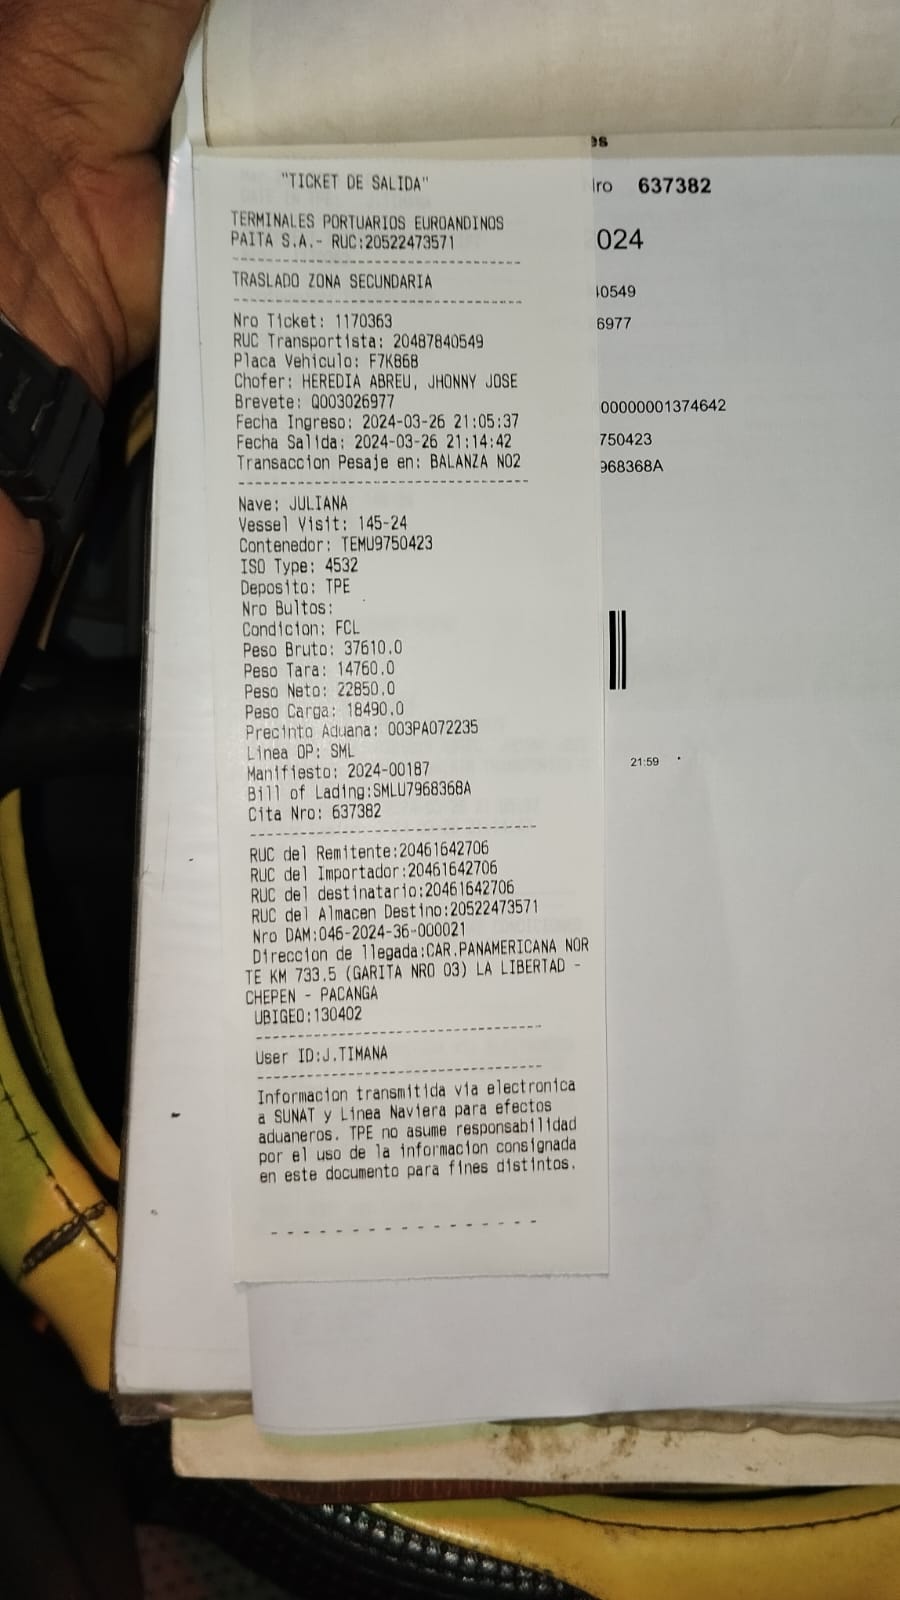 "TICKET DE SALIDA"
TERMINALES PORTUARIOS EUROANDINOS
PAITA S.A.- RUC:20522473571
--------------------------------
TRASLADO ZONA SECUNDARIA
--------------------------------
Nro Ticket: 1170363
RUC Transportista: 20487840549
Placa Vehiculo: F7K868
Chofer: HEREDIA ABREU, JHONNY JOSE
Brevete: Q003026977
Fecha Ingreso: 2024-03-26 21:05:37
Fecha Salida: 2024-03-26 21:14:42
Transaccion Pesaje en: BALANZA NO2
--------------------------------
Nave: JULIANA
Vessel Visit: 145-24
Contenedor: TEMU9750423
ISO Type: 4532
Deposito: TPE
Nro Bultos:
Condicion: FCL
Peso Bruto: 37610.0
Peso Tara: 14760.0
Peso Neto: 22850.0
Peso Carga: 18490.0
Precinto Aduana: 003PA072235
Linea OP: SML
Manifiesto: 2024-00187
Bill of Lading:SMLU7968368A
Cita Nro: 637382
--------------------------------
RUC del Remitente:20461642706
RUC del Importador:20461642706
RUC del destinatario:20461642706
RUC del Almacen Destino:20522473571
Nro DAM:046-2024-36-000021
Direccion de llegada:CAR.PANAMERICANA NOR
TE KM 733.5 (GARITA NRO 03) LA LIBERTAD -
CHEPEN - PACANGA
UBIGEO:130402
--------------------------------
User ID:J.TIMANA
--------------------------------
Informacion transmitida via electronica
a SUNAT y Linea Naviera para efectos
aduaneros. TPE no asume responsabilidad
por el uso de la informacion consignada
en este documento para fines distintos.
- - - - - - - - - - - - - - - - -
es
ro 637382
024
0549
6977
00000001374642
750423
968368A
21:59